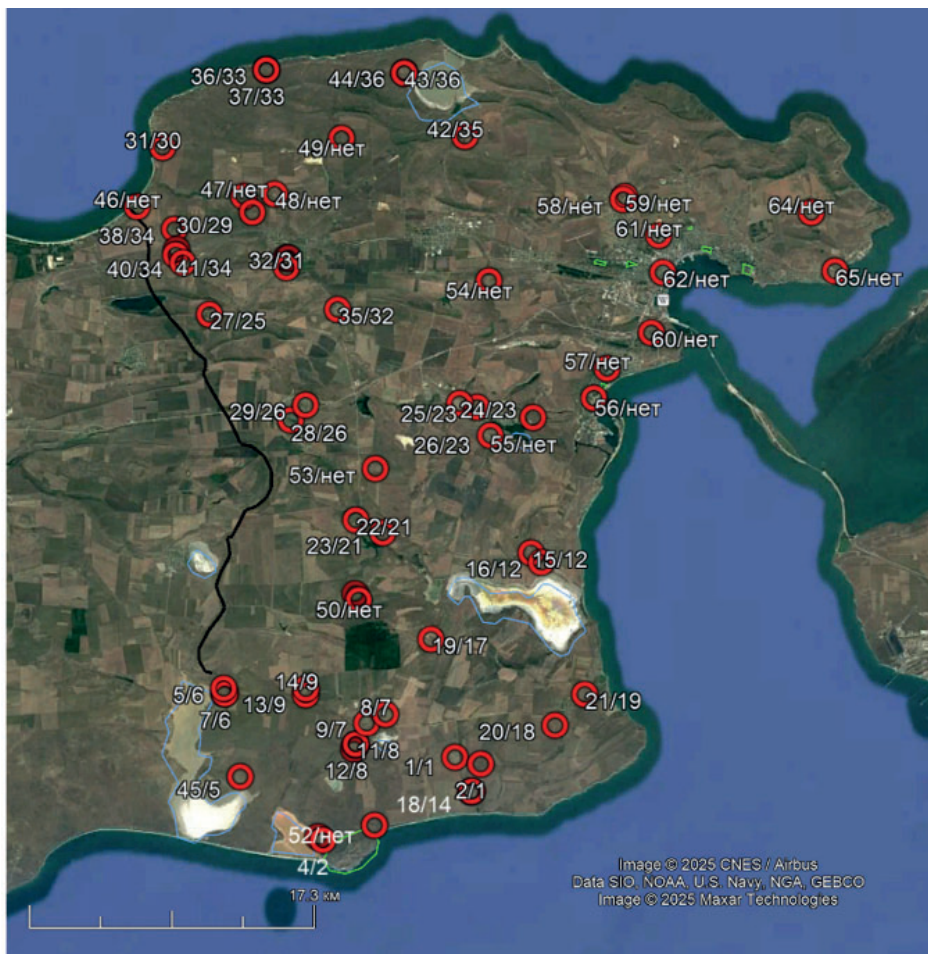 36/33
44/36
43/36
37/33
42/35
31/30
49/нет
47/нет
48/нет
46/нет
58/нет
59/нет
64/нет
30/29
38/34
61/нет
40/34
41/34
32/31
62/нет
65/нет
54/нет
27/25
35/32
60/нет
57/нет
29/26
25/23
24/23
56/нет
28/26
26/23
55/нет
53/нет
22/21
23/21
16/12
15/12
50/нет
19/17
5/6
14/9
13/9
7/6
8/7
21/19
9/7
20/18
11/8
12/8
1/1
45/5
2/1
18/14
52/нет
4/2
17.3 км
Image © 2025 CNES / Airbus
Data SIO, NOAA, U.S. Navy, NGA, GEBCO
Image © 2025 Maxar Technologies